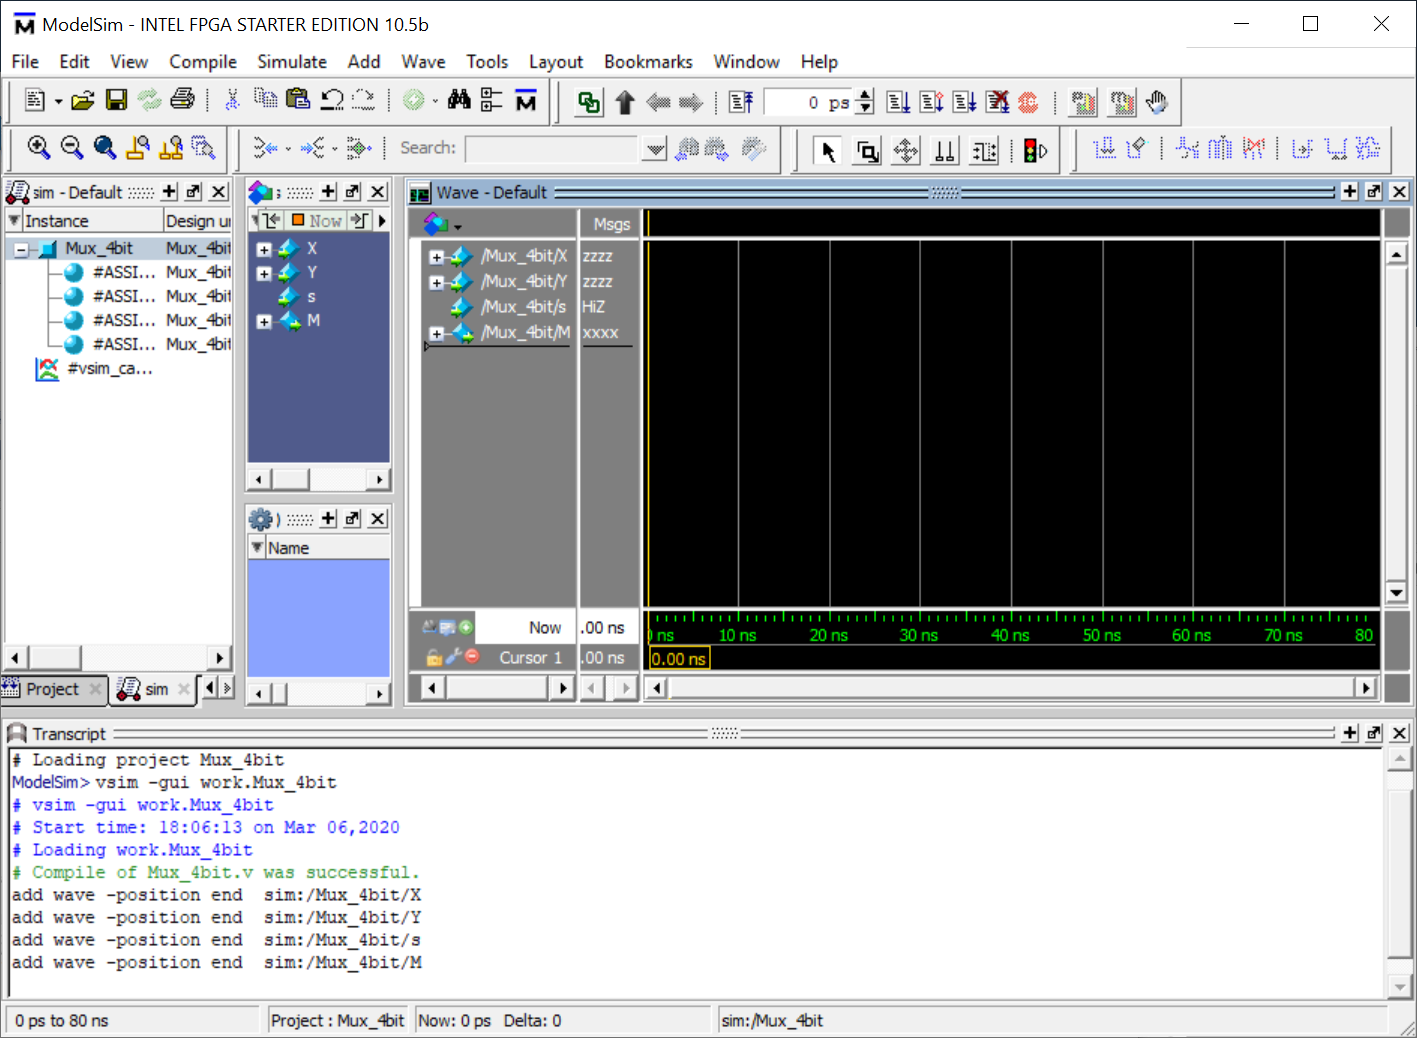 ModelSim - INTEL FPGA STARTER EDITION 10.5b
File Edit View Compile Simulate Add Wave Tools Layout Bookmarks Window Help
0 ps
Search:
sim - Default
Instance Design u
Mux_4bit Mux_4bit
#ASSI... Mux_4bit
#ASSI... Mux_4bit
#ASSI... Mux_4bit
#ASSI... Mux_4bit
#vsim_ca...
Project
sim
Now
X
Y
s
M
Name
Wave - Default
Msgs
/Mux_4bit/X zzzz
/Mux_4bit/Y zzzz
/Mux_4bit/s HiZ
/Mux_4bit/M xxxx
Now .00 ns
ns 10 ns 20 ns 30 ns 40 ns 50 ns 60 ns 70 ns 80
Cursor 1 .00 ns
0.00 ns
Transcript
# Loading project Mux_4bit
ModelSim> vsim -gui work.Mux_4bit
# vsim -gui work.Mux_4bit
# Start time: 18:06:13 on Mar 06,2020
# Loading work.Mux_4bit
# Compile of Mux_4bit.v was successful.
add wave -position end  sim:/Mux_4bit/X
add wave -position end  sim:/Mux_4bit/Y
add wave -position end  sim:/Mux_4bit/s
add wave -position end  sim:/Mux_4bit/M
0 ps to 80 ns
Project : Mux_4bit
Now: 0 ps Delta: 0
sim:/Mux_4bit